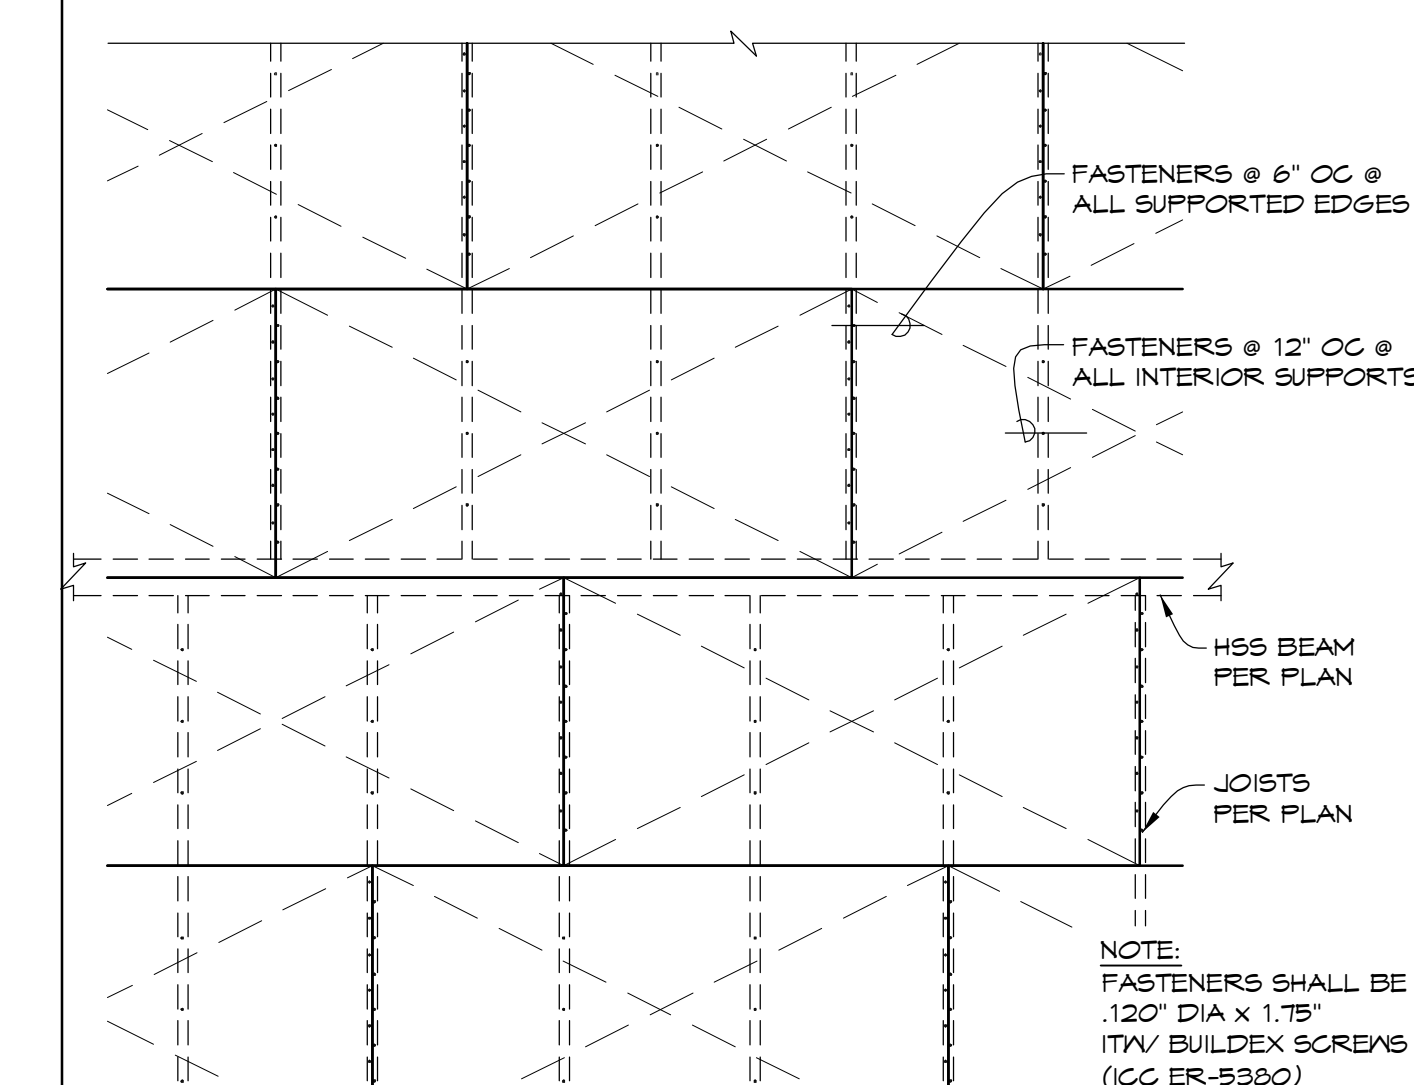 FASTENERS @ 6" OC @
ALL SUPPORTED EDGES
FASTENERS @ 12" OC @
ALL INTERIOR SUPPORTS
HSS BEAM
PER PLAN
JOISTS
PER PLAN
NOTE:
FASTENERS SHALL BE
.120" DIA x 1.75"
ITW/ BUILDEX SCREWS
(ICC ER-5380)